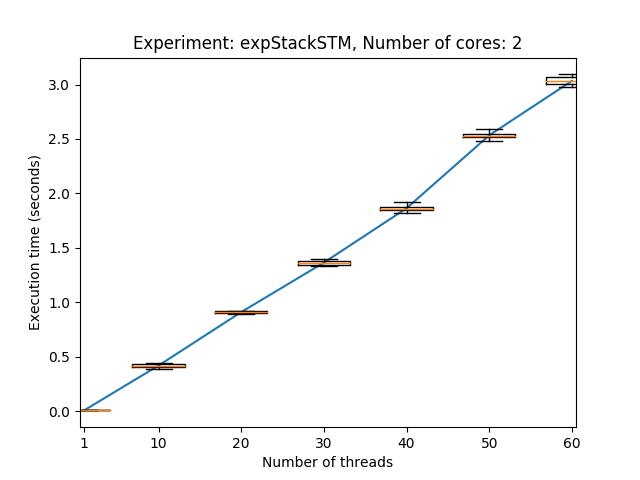 Experiment: expStackSTM, Number of cores: 2
Execution time (seconds)
3.0
2.5
2.0
1.5
1.0
0.5
0.0
1 10 20 30 40 50 60
Number of threads